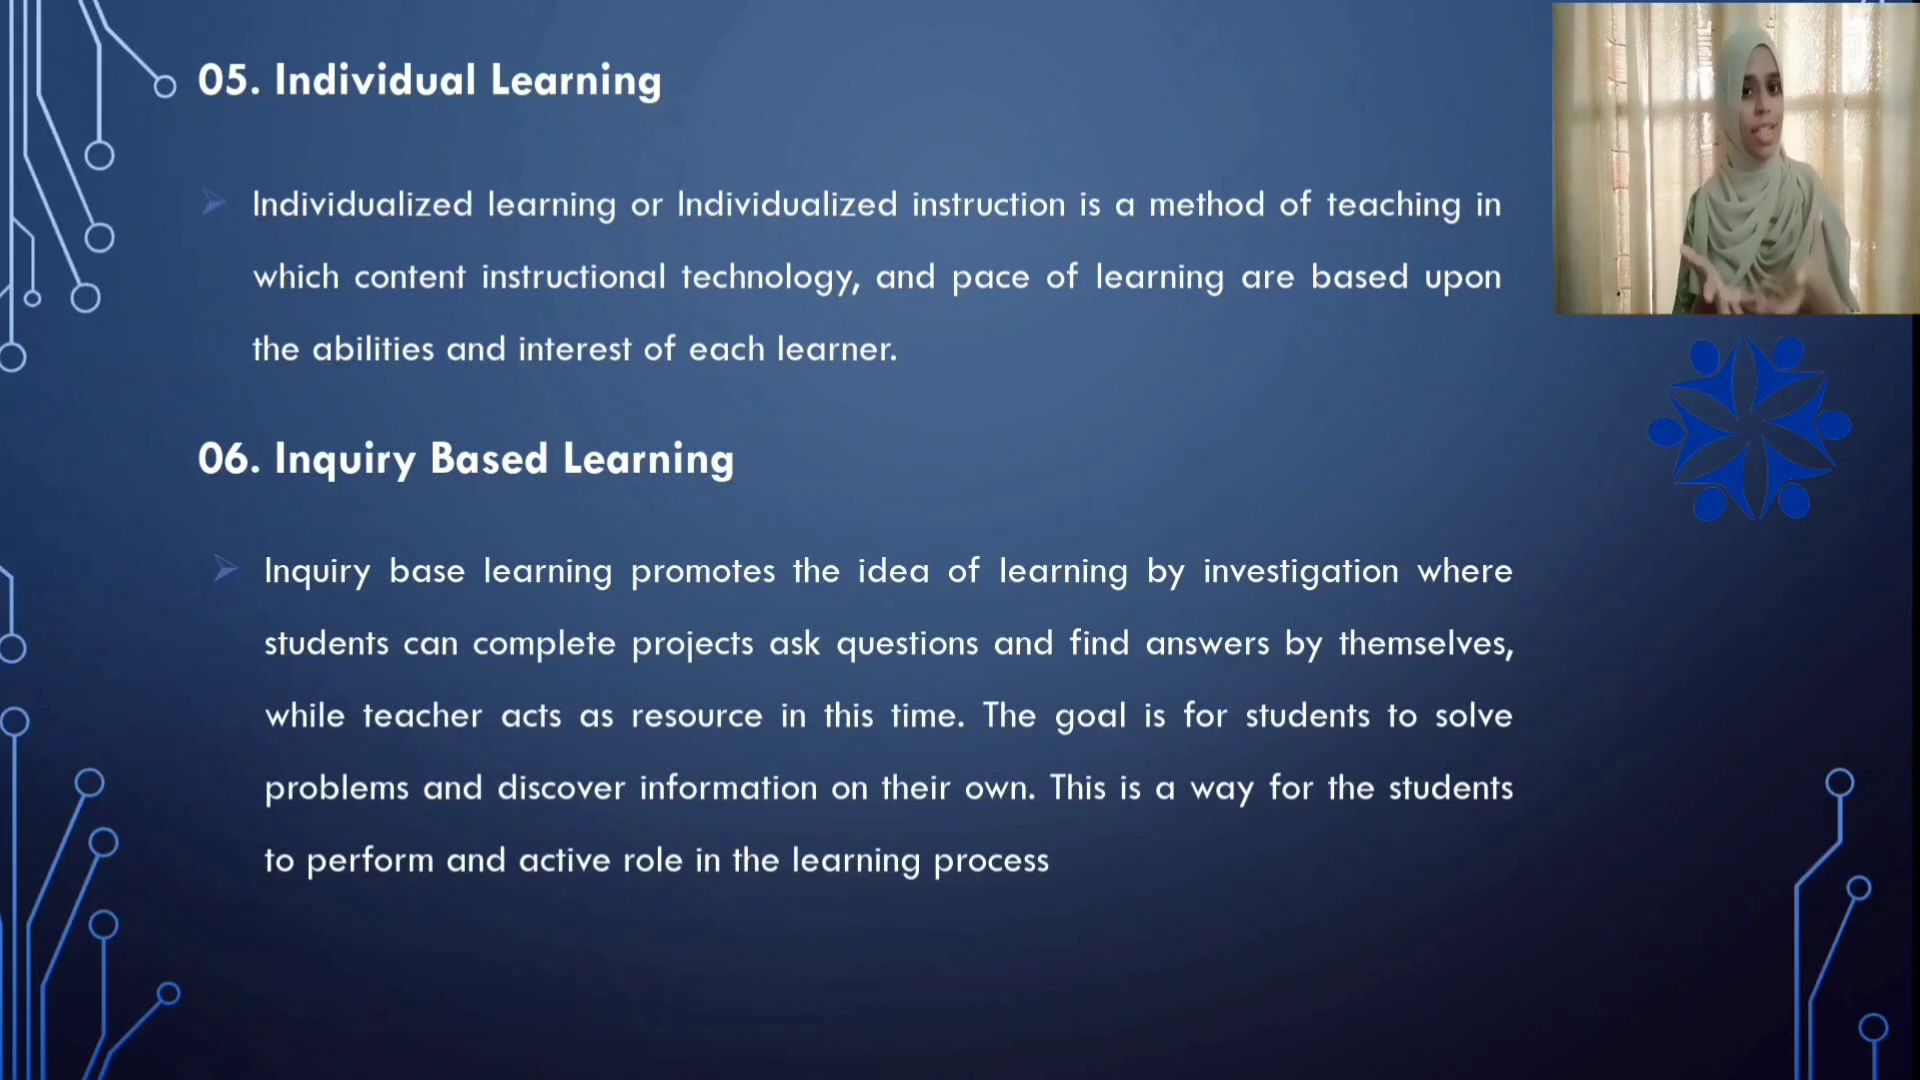 05. Individual Learning
Individualized learning or Individualized instruction is a method of teaching in
which content instructional technology, and pace of learning are based upon
the abilities and interest of each learner.
06. Inquiry Based Learning
Inquiry base learning promotes the idea of learning by investigation where
students can complete projects ask questions and find answers by themselves,
while teacher acts as resource in this time. The goal is for students to solve
problems and discover information on their own. This is a way for the students
to perform and active role in the learning process